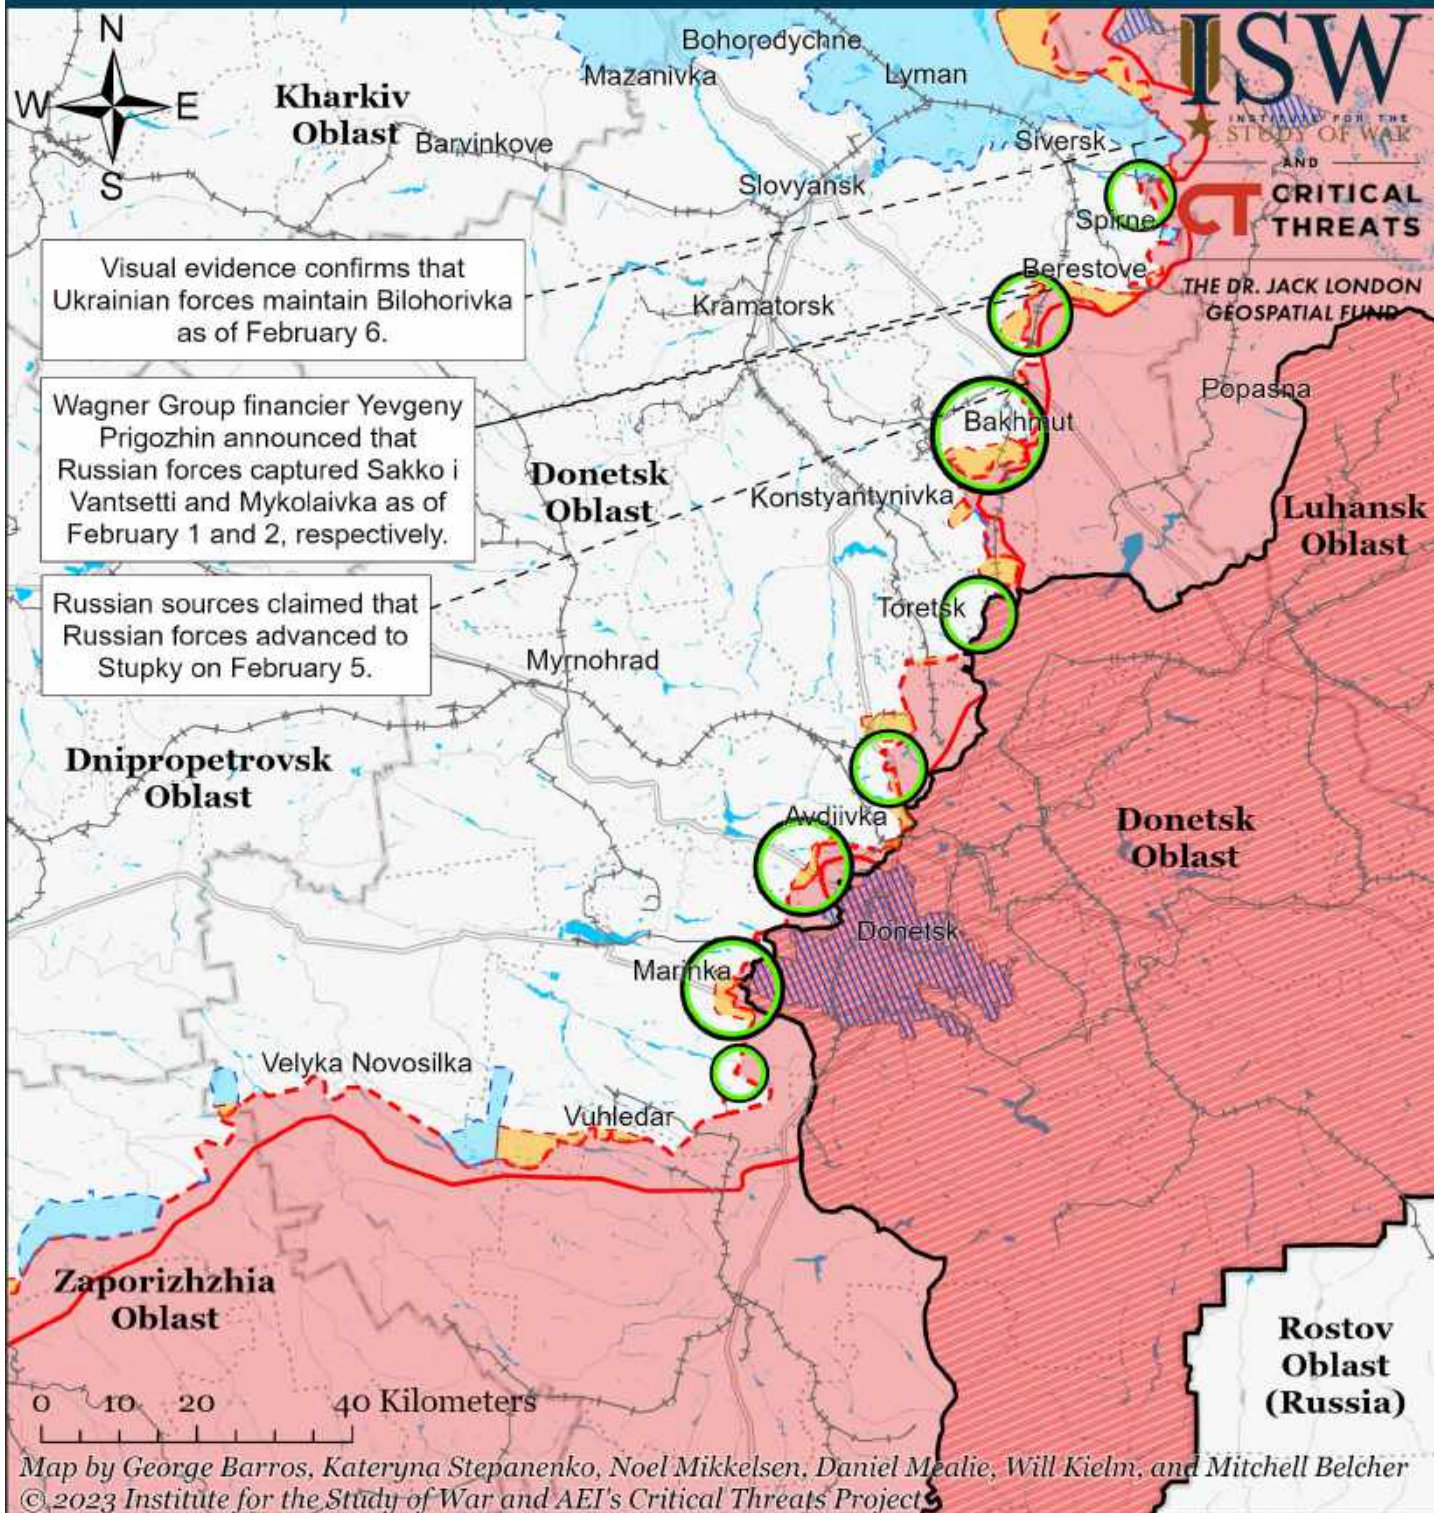 N
W
E
S
Kharkiv
Oblast
Bohorodychne
Mazanivka
Lyman
Barvinkove
Siversk
Slovyansk
Spirne
Berestove
Kramatorsk
ISW
INSTITUTE FOR THE
STUDY OF WAR
AND
CT CRITICAL
THREATS
THE DR. JACK LONDON
GEOSPATIAL FUND
Visual evidence confirms that
Ukrainian forces maintain Bilohorivka
as of February 6.
Wagner Group financier Yevgeny
Prigozhin announced that
Russian forces captured Sakko i
Vantsetti and Mykolaivka as of
February 1 and 2, respectively.
Russian sources claimed that
Russian forces advanced to
Stupky on February 5.
Popasna
Bakhmut
Donetsk
Oblast
Konstyantynivka
Luhansk
Oblast
Toretsk
Myrnohrad
Dnipropetrovsk
Oblast
Avdiivka
Donetsk
Oblast
Donetsk
Marinka
Velyka Novosilka
Vuhledar
Zaporizhzhia
Oblast
Rostov
Oblast
(Russia)
0 10 20 40 Kilometers
Map by George Barros, Kateryna Stepanenko, Noel Mikkelsen, Daniel Mealie, Will Kielm, and Mitchell Belcher
© 2023 Institute for the Study of War and AEI's Critical Threats Project